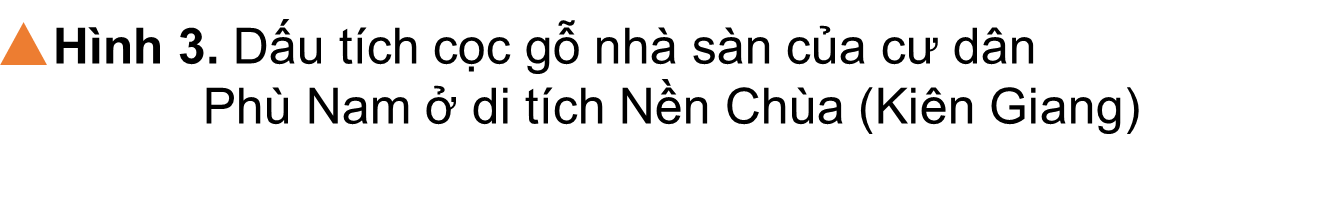 Hình 3. Dấu tích cọc gỗ nhà sàn của cư dân
Phù Nam ở di tích Nền Chùa (Kiên Giang)